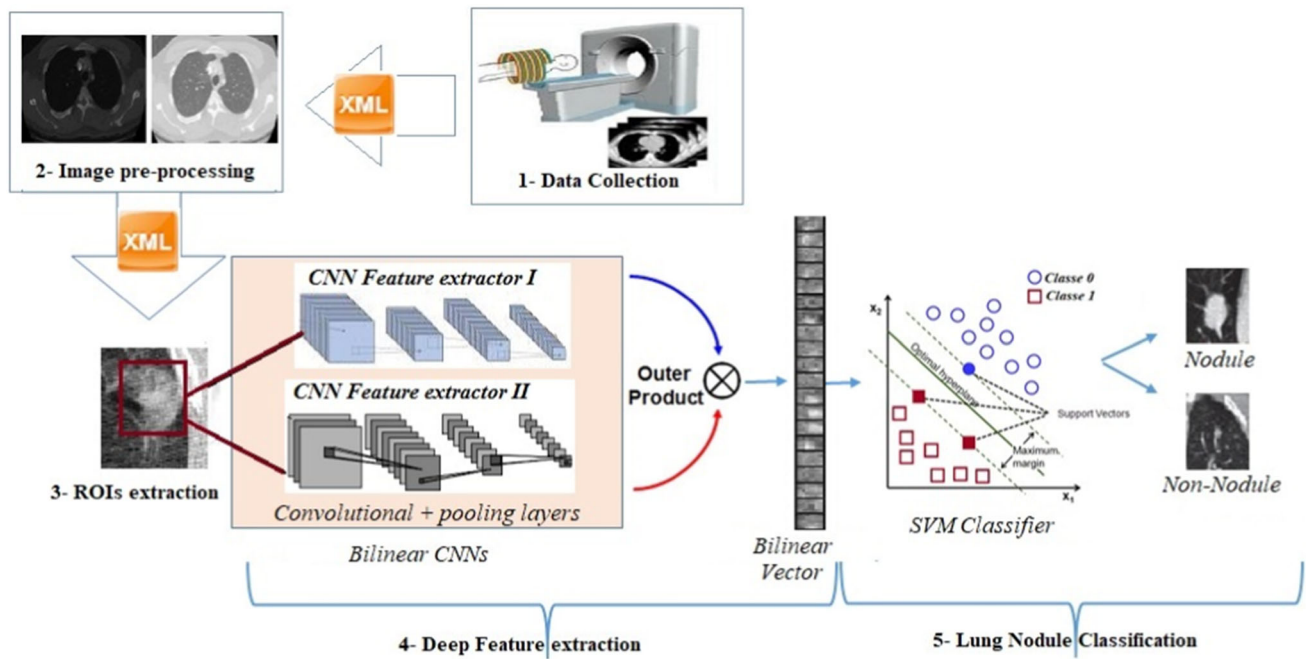 XML
1- Data Collection
2- Image pre-processing
XML
3- ROIs extraction
CNN Feature extractor I
CNN Feature extractor II
Convolutional + pooling layers
Bilinear CNNs
Outer
Product
Bilinear
Vector
4- Deep Feature extraction
Classe 0
Classe 1
X2
Optimal hyperplane
Support Vectors
Maximum
margin
X1
SVM Classifier
Nodule
Non-Nodule
5- Lung Nodule Classification